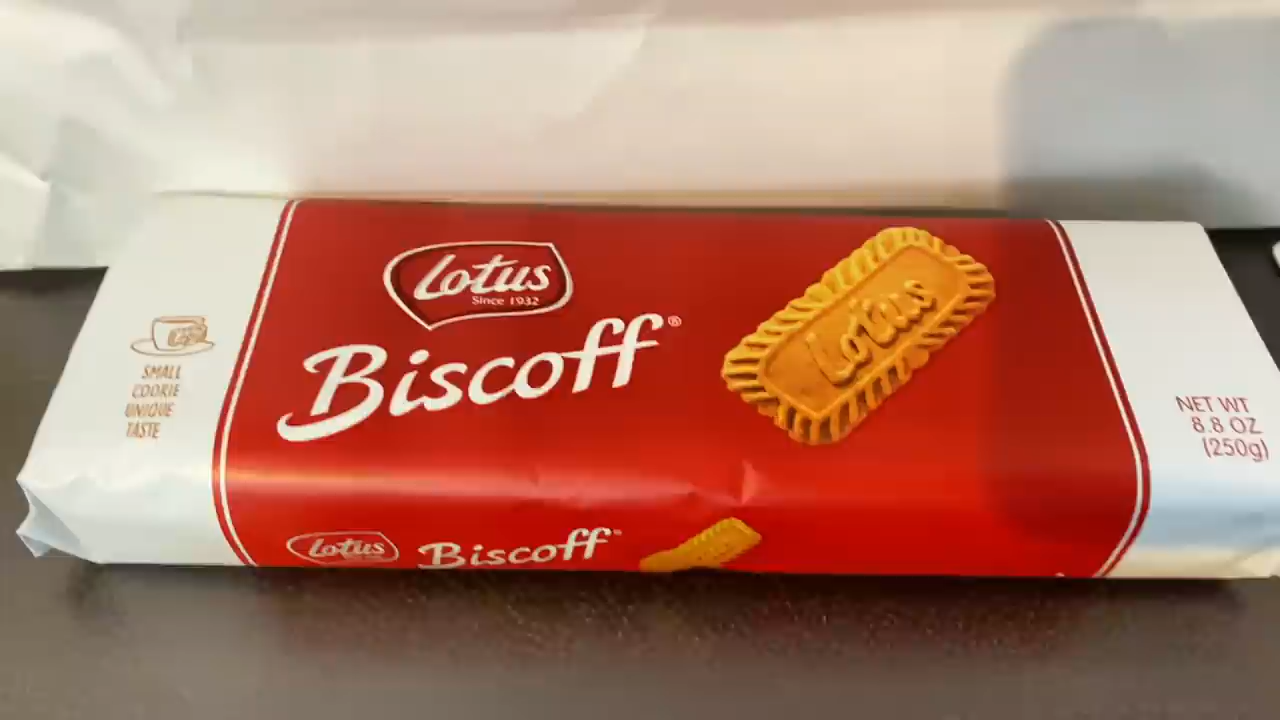 Lotus
Since 1932
Biscoff®
Lotus
SMALL
COOKIE
UNIQUE
TASTE
NET WT
8.8 OZ
(250g)
Lotus
Biscoff